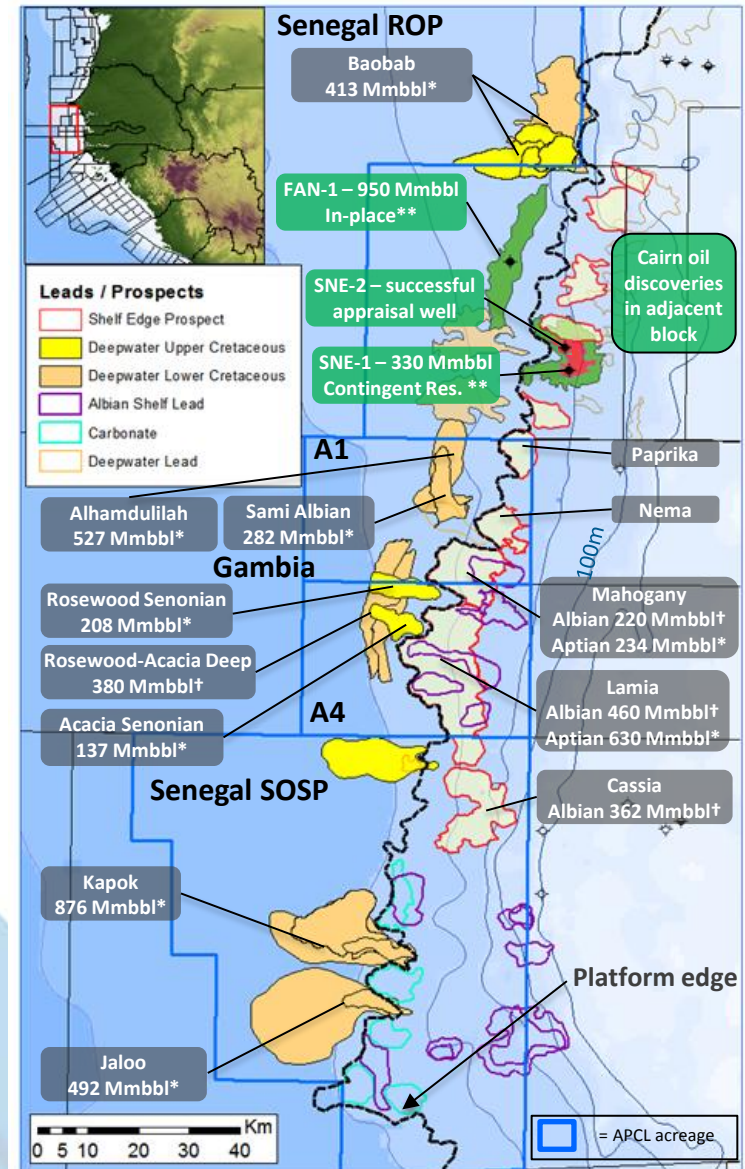 Senegal ROP
Baobab
413 Mmbbl*
FAN-1 – 950 Mmbbl
In-place**
SNE-2 – successful
appraisal well
SNE-1 – 330 Mmbbl
Contingent Res. **
Cairn oil
discoveries
in adjacent
block
Leads / Prospects
Shelf Edge Prospect
Deepwater Upper Cretaceous
Deepwater Lower Cretaceous
Albian Shelf Lead
Carbonate
Deepwater Lead
A1
Paprika
Alhamdulilah
527 Mmbbl*
Sami Albian
282 Mmbbl*
Nema
100m
Gambia
Rosewood Senonian
208 Mmbbl*
Mahogany
Albian 220 Mmbbl†
Aptian 234 Mmbbl*
Rosewood-Acacia Deep
380 Mmbbl†
Lamia
Albian 460 Mmbbl†
Aptian 630 Mmbbl*
Acacia Senonian
137 Mmbbl*
A4
Senegal SOSP
Cassia
Albian 362 Mmbbl†
Kapok
876 Mmbbl*
Platform edge
Jaloo
492 Mmbbl*
Km
0 5 10 20 30 40
= APCL acreage